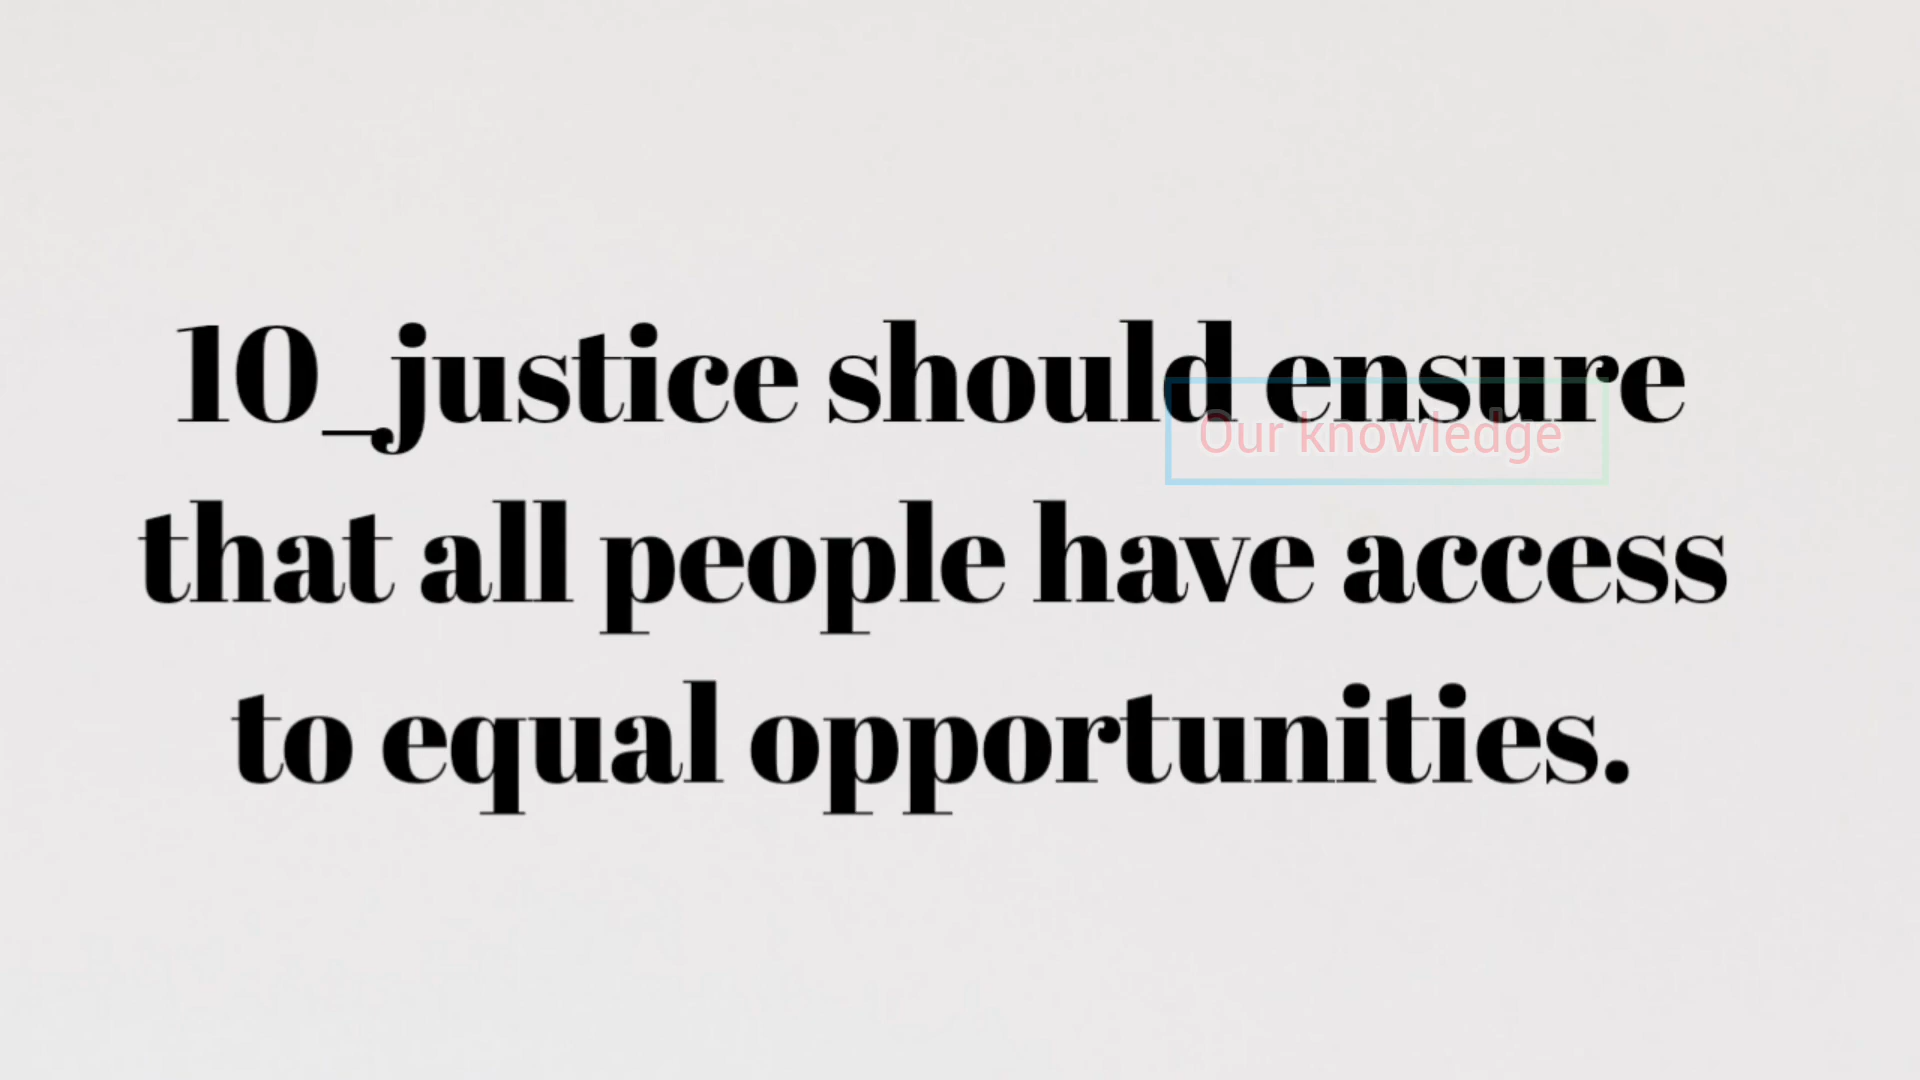 10_justice should ensure
Our knowledge
that all people have access
to equal opportunities.